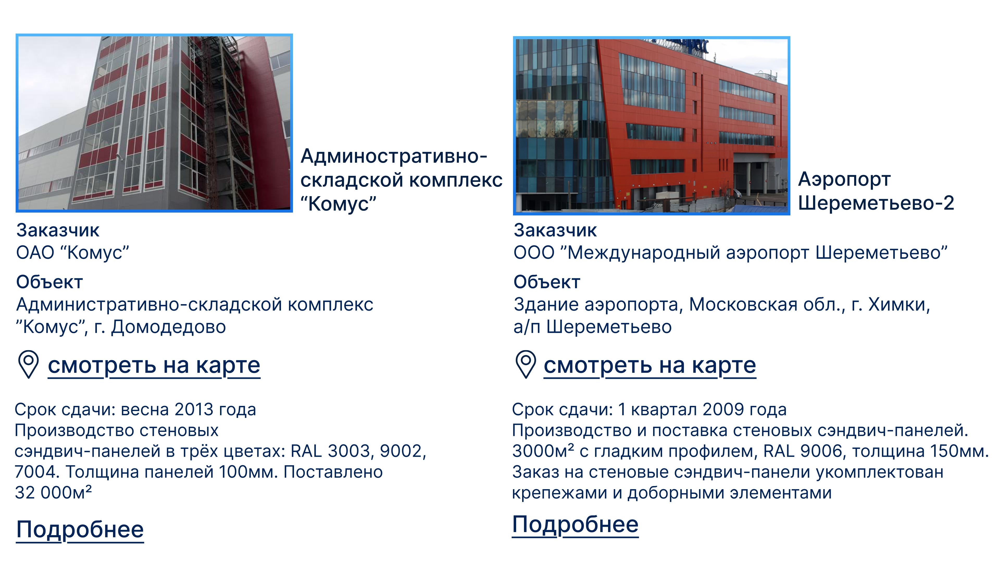 Админостративно-
складской комплекс
“Комус”
Заказчик
ОАО “Комус”
Объект
Административно-складской комплекс
”Комус”, г. Домодедово
смотреть на карте
Срок сдачи: весна 2013 года
Производство стеновых
сэндвич-панелей в трёх цветах: RAL 3003, 9002,
7004. Толщина панелей 100мм. Поставлено
32 000м²
Подробнее
Аэропорт
Шереметьево-2
Заказчик
ООО ”Международный аэропорт Шереметьево”
Объект
Здание аэропорта, Московская обл., г. Химки,
а/п Шереметьево
смотреть на карте
Срок сдачи: 1 квартал 2009 года
Производство и поставка стеновых сэндвич-панелей.
3000м² с гладким профилем, RAL 9006, толщина 150мм.
Заказ на стеновые сэндвич-панели укомплектован
крепежами и доборными элементами
Подробнее